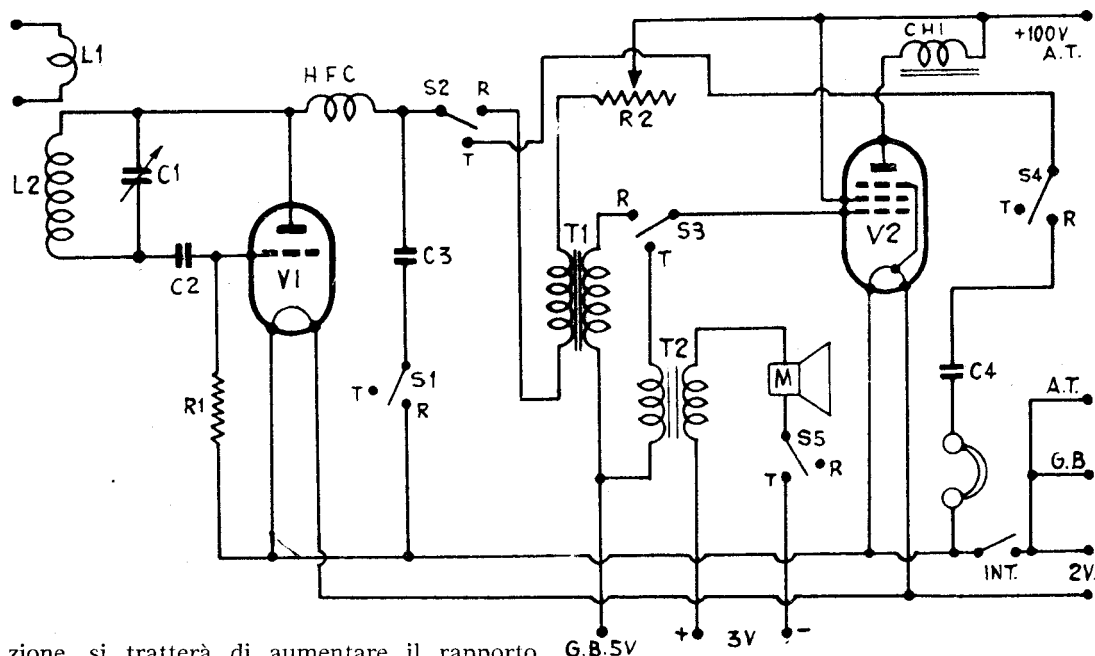 CH1
+100V
A.T.
L1
HFC
S2
R
T
R2
L2
C1
C2
V1
C3
S1
T
R
R1
T1
R
S3
T
T2
V2
S4
T
R
C4
M
S5
T
R
A.T.
G.B
INT.
2V.
G.B.5V
+
3V
-
zione, si tratterà di aumentare il rapporto